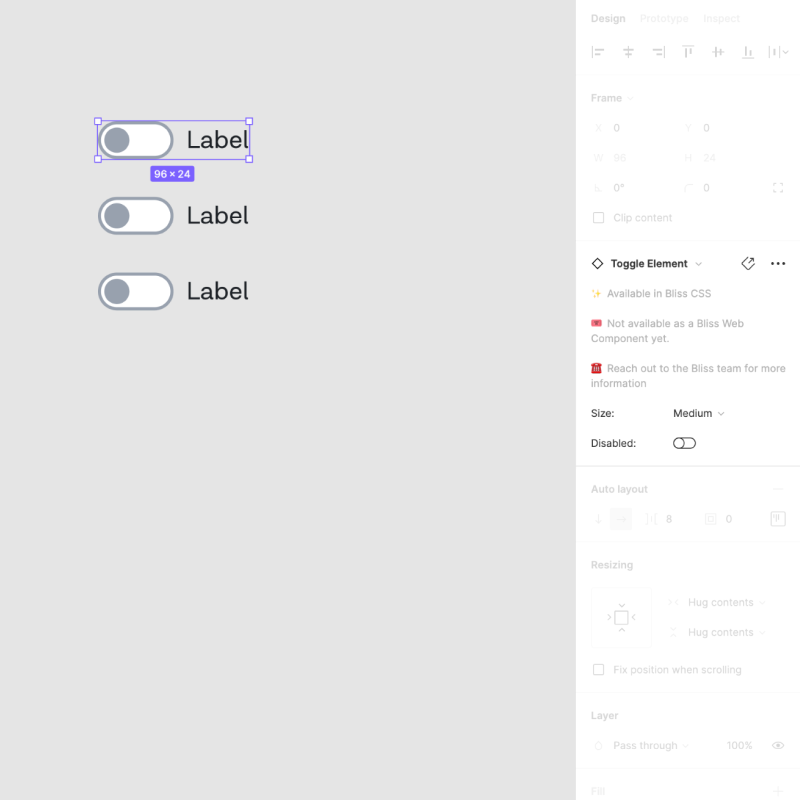 Design Prototype Inspect
Frame
X 0 Y 0
W 96 H 24
0° 0
Clip content
Label
96 × 24
Label
Label
Toggle Element
✨ Available in Bliss CSS
🎟️ Not available as a Bliss Web
Component yet.
☎️ Reach out to the Bliss team for more
information
Size: Medium
Disabled:
Auto layout
8 0
Resizing
Hug contents
Hug contents
Fix position when scrolling
Layer
Pass through 100%
Fill